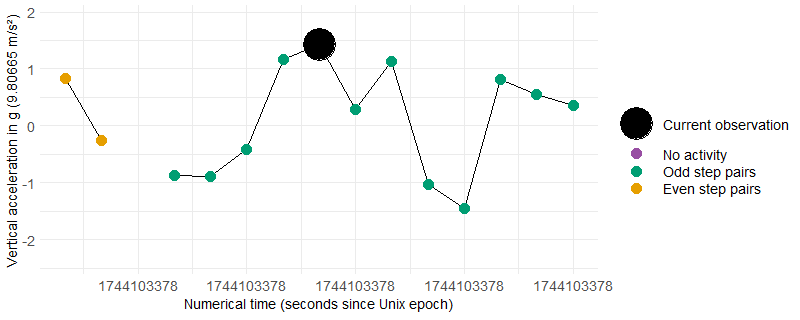 Vertical acceleration in g (9.80665 m/s²)
2
1
0
-1
-2
1744103378 1744103378 1744103378 1744103378 1744103378
Numerical time (seconds since Unix epoch)
Current observation
No activity
Odd step pairs
Even step pairs